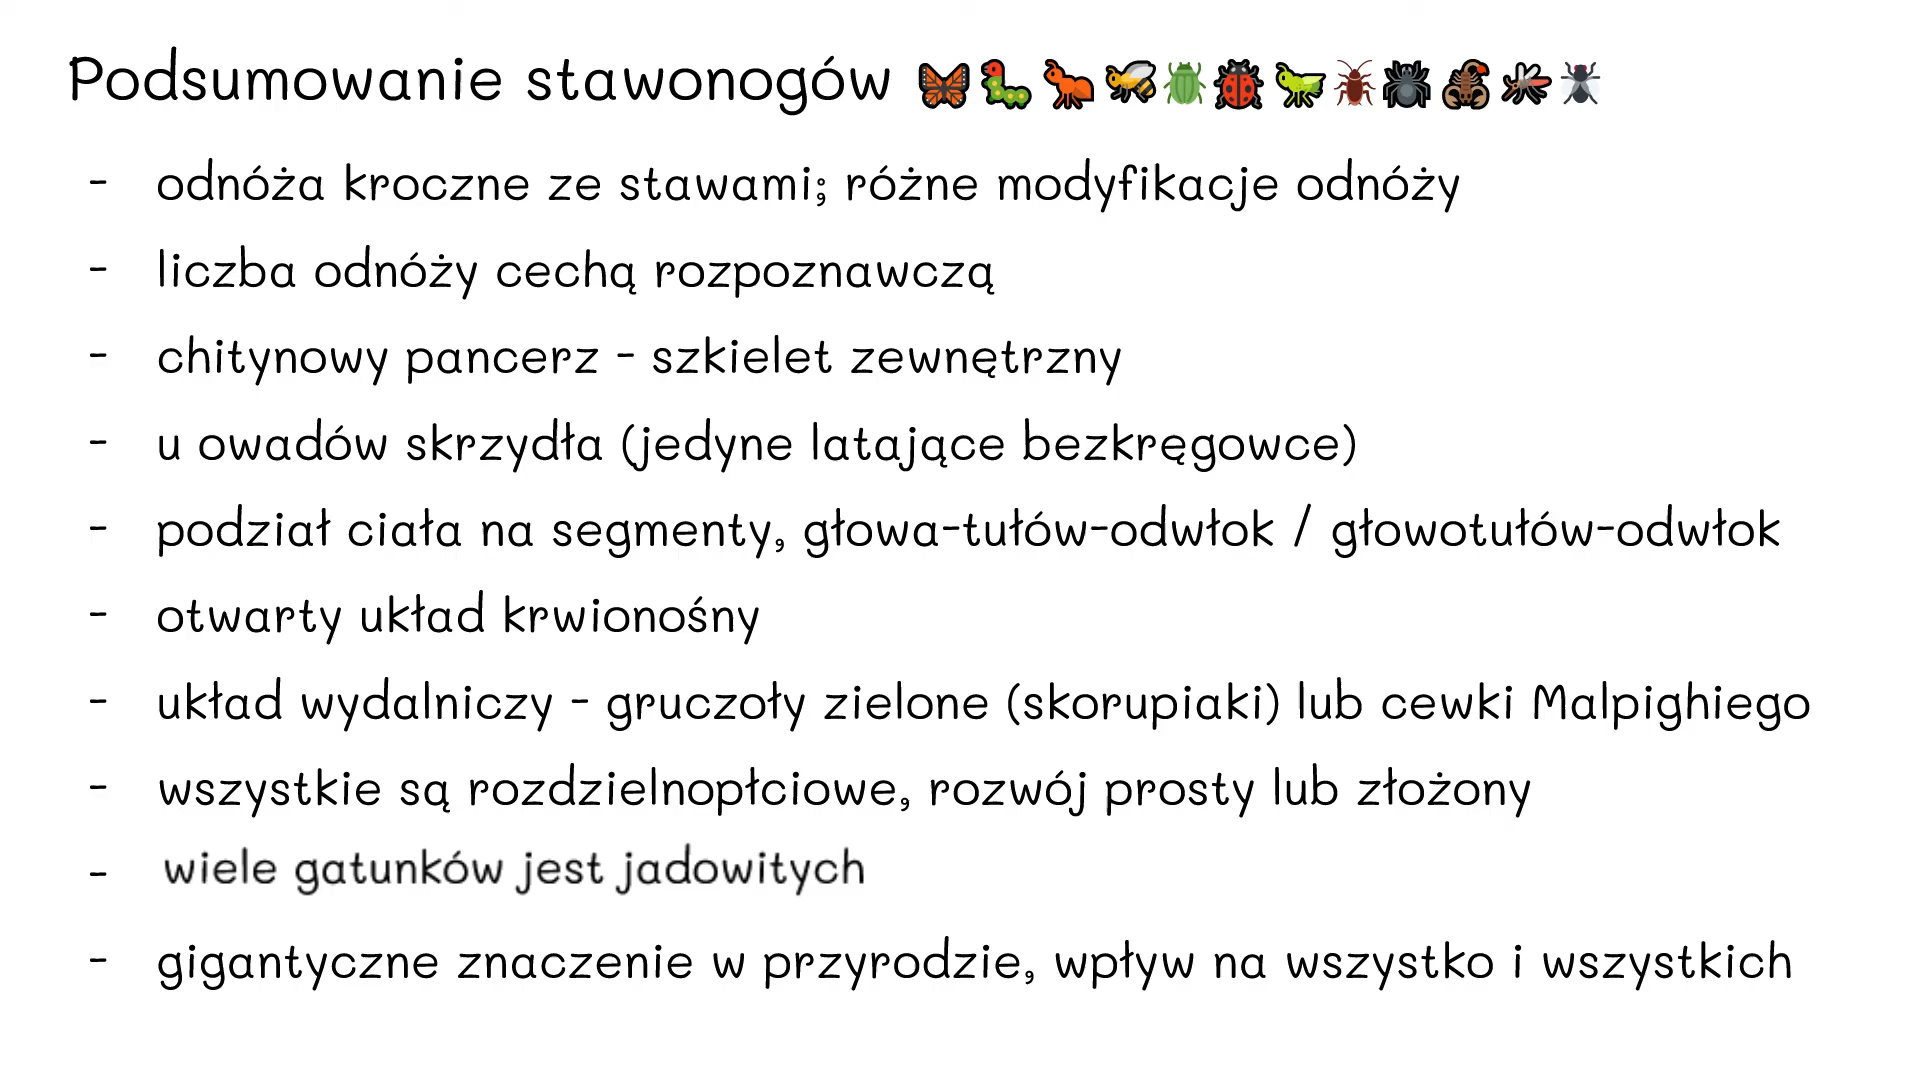 Podsumowanie stawonogów 🦋🐛🐜🐝🪲🐞🦗🪳🕷🦂🦟🪰
- odnóża kroczne ze stawami; różne modyfikacje odnóży
- liczba odnóży cechą rozpoznawczą
- chitynowy pancerz - szkielet zewnętrzny
- u owadów skrzydła (jedyne latające bezkręgowce)
- podział ciała na segmenty, głowa-tułów-odwłok / głowotułów-odwłok
- otwarty układ krwionośny
- układ wydalniczy - gruczoły zielone (skorupiaki) lub cewki Malpighiego
- wszystkie są rozdzielnopłciowe, rozwój prosty lub złożony
- wiele gatunków jest jadowitych
- gigantyczne znaczenie w przyrodzie, wpływ na wszystko i wszystkich